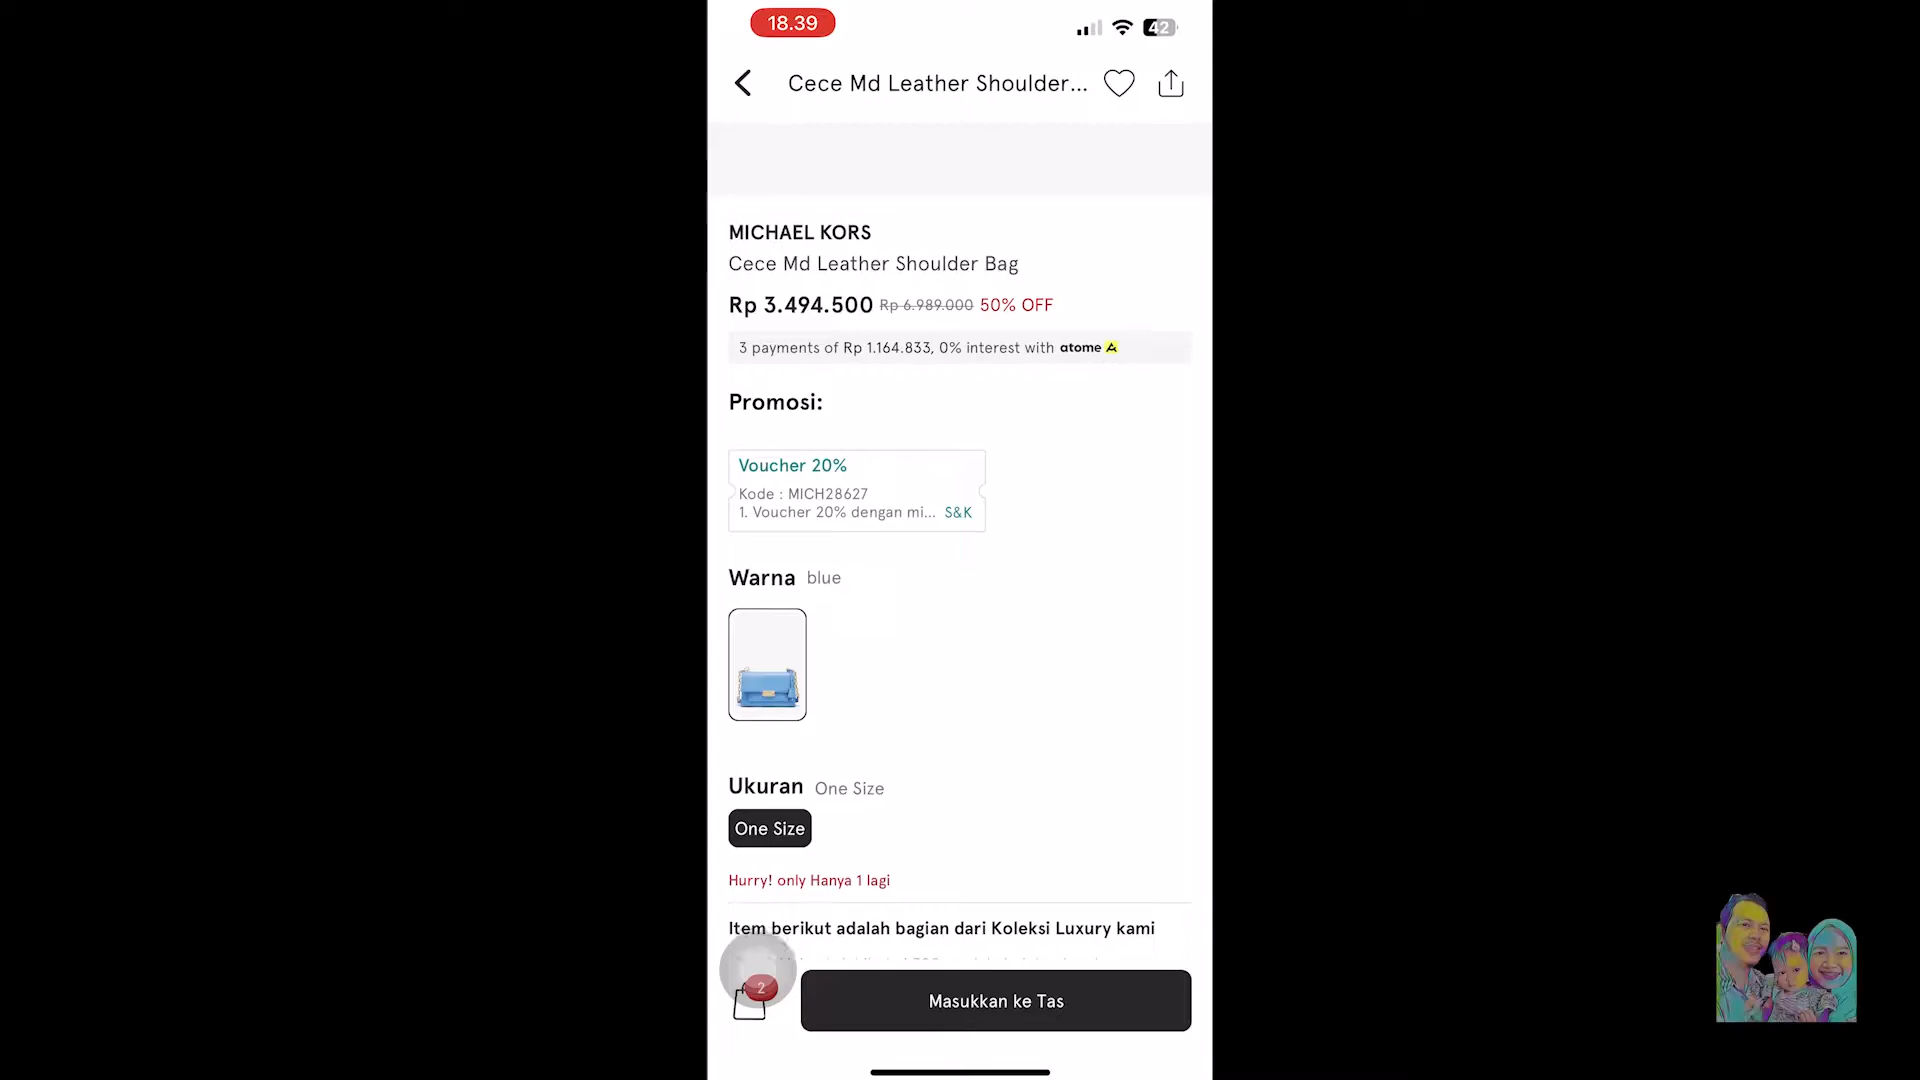 18.39
42
Cece Md Leather Shoulder...
MICHAEL KORS
Cece Md Leather Shoulder Bag
Rp 3.494.500 Rp 6.989.000 50% OFF
3 payments of Rp 1.164.833, 0% interest with atome
Promosi:
Voucher 20%
Kode : MICH28627
1. Voucher 20% dengan mi... S&K
Warna blue
Ukuran One Size
One Size
Hurry! only Hanya 1 lagi
Item berikut adalah bagian dari Koleksi Luxury kami
2
Masukkan ke Tas